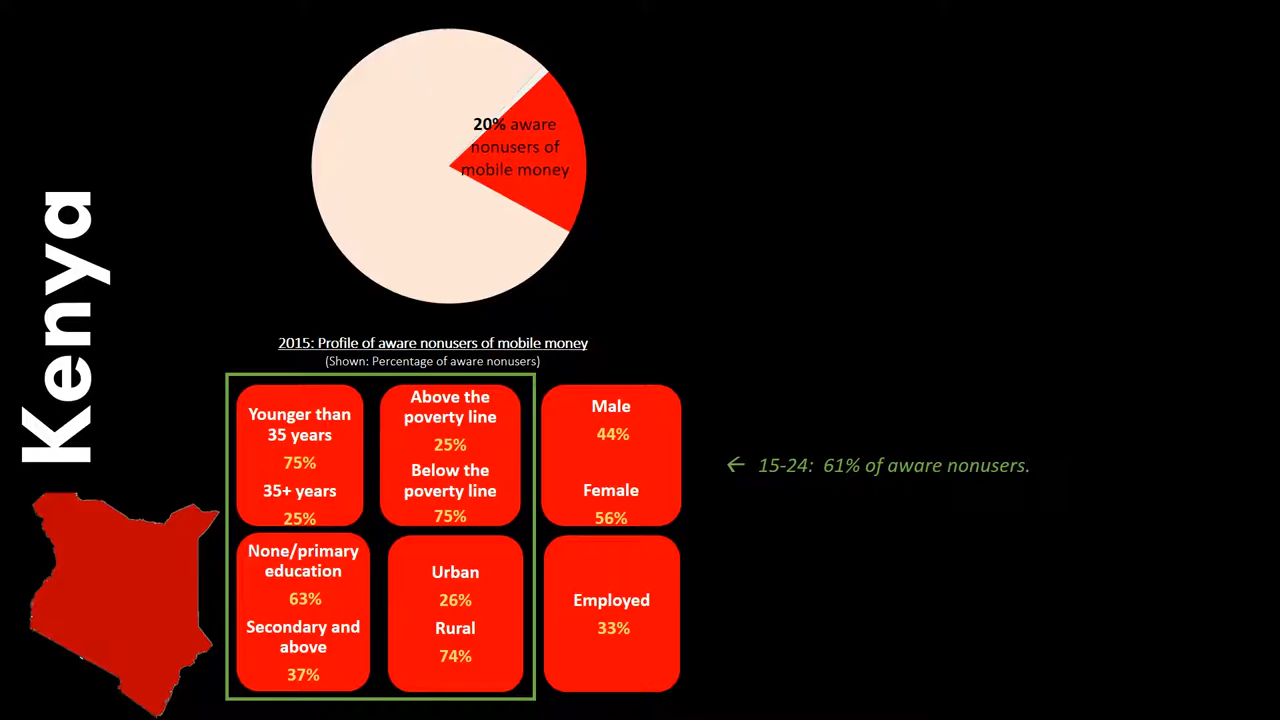 Kenya
20% aware
nonusers of
mobile money
2015: Profile of aware nonusers of mobile money
(Shown: Percentage of aware nonusers)
Younger than
35 years
75%
35+ years
25%
Above the
poverty line
25%
Below the
poverty line
75%
Male
44%
Female
56%
← 15-24: 61% of aware nonusers.
None/primary
education
63%
Secondary and
above
37%
Urban
26%
Rural
74%
Employed
33%